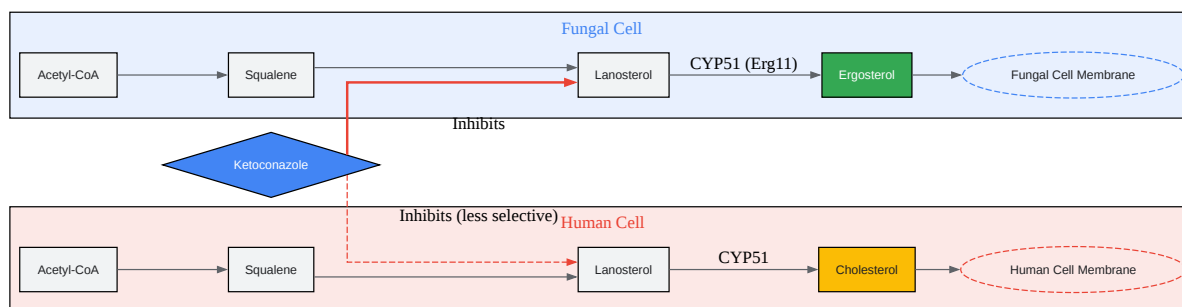 Fungal Cell
Acetyl-CoA
Squalene
Lanosterol
CYP51 (Erg11)
Ergosterol
Fungal Cell Membrane
Inhibits
Ketoconazole
Inhibits (less selective)
Human Cell
Acetyl-CoA
Squalene
Lanosterol
CYP51
Cholesterol
Human Cell Membrane